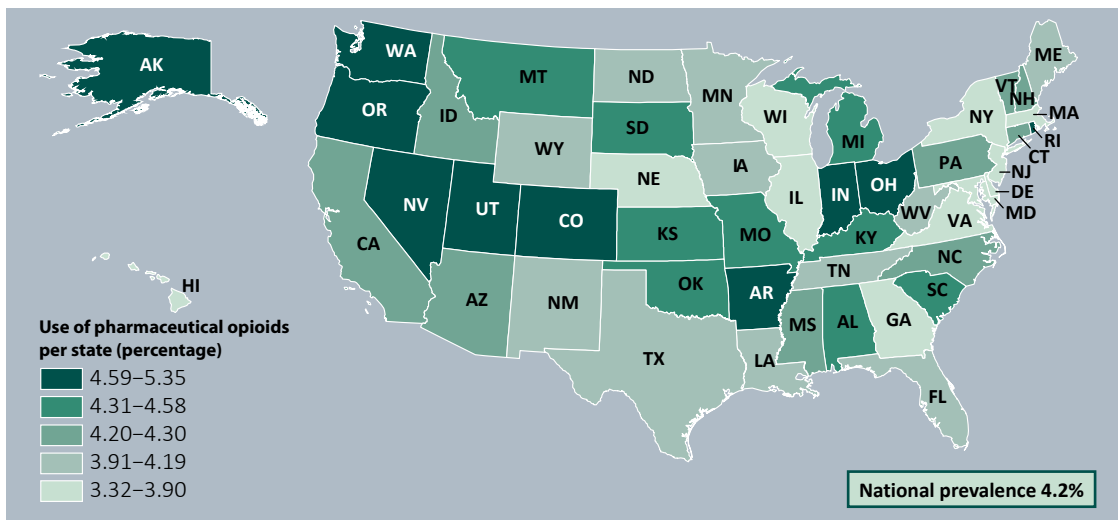 AK
WA
OR
ID
MT
ND
MN
WI
MI
NY
VT
NH
ME
MA
RI
CT
NJ
DE
MD
PA
SD
WY
IA
NE
IL
IN
OH
WV
VA
NV
UT
CO
KS
MO
KY
CA
AZ
NM
OK
AR
TN
NC
SC
MS
AL
GA
TX
LA
FL
HI
Use of pharmaceutical opioids
per state (percentage)
4.59–5.35
4.31–4.58
4.20–4.30
3.91–4.19
3.32–3.90
National prevalence 4.2%